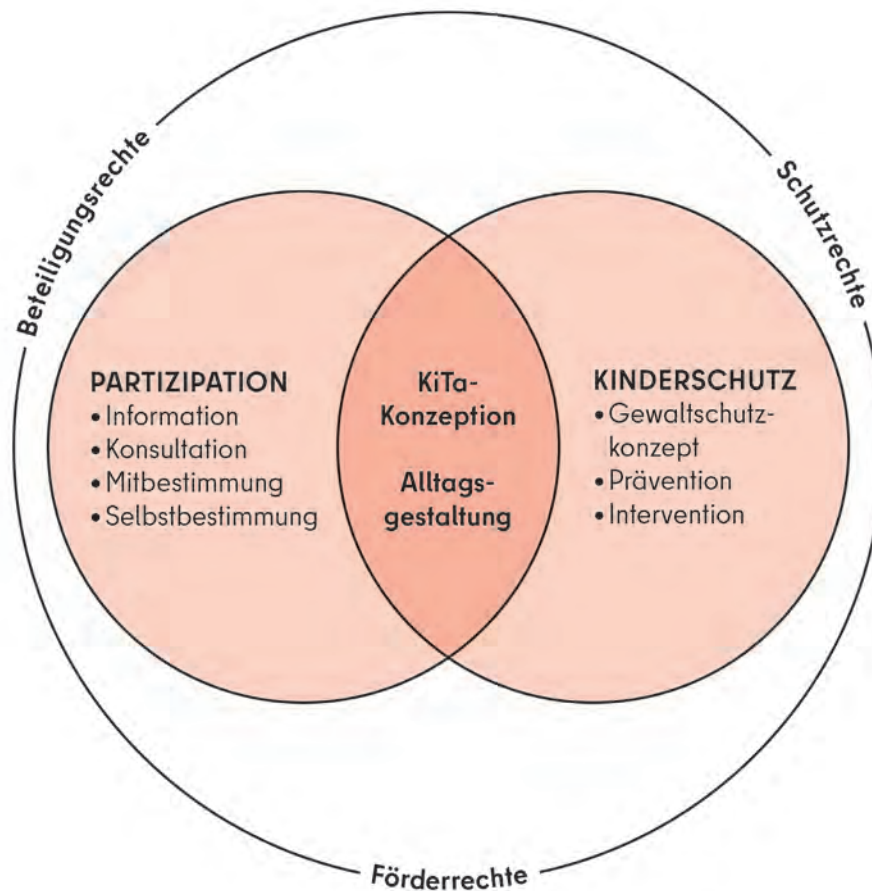 Beteiligungsrechte
Schutzrechte
PARTIZIPATION
• Information
• Konsultation
• Mitbestimmung
• Selbstbestimmung
KiTa-
Konzeption
Alltags-
gestaltung
KINDERSCHUTZ
• Gewaltschutz-
konzept
• Prävention
• Intervention
Förderrechte